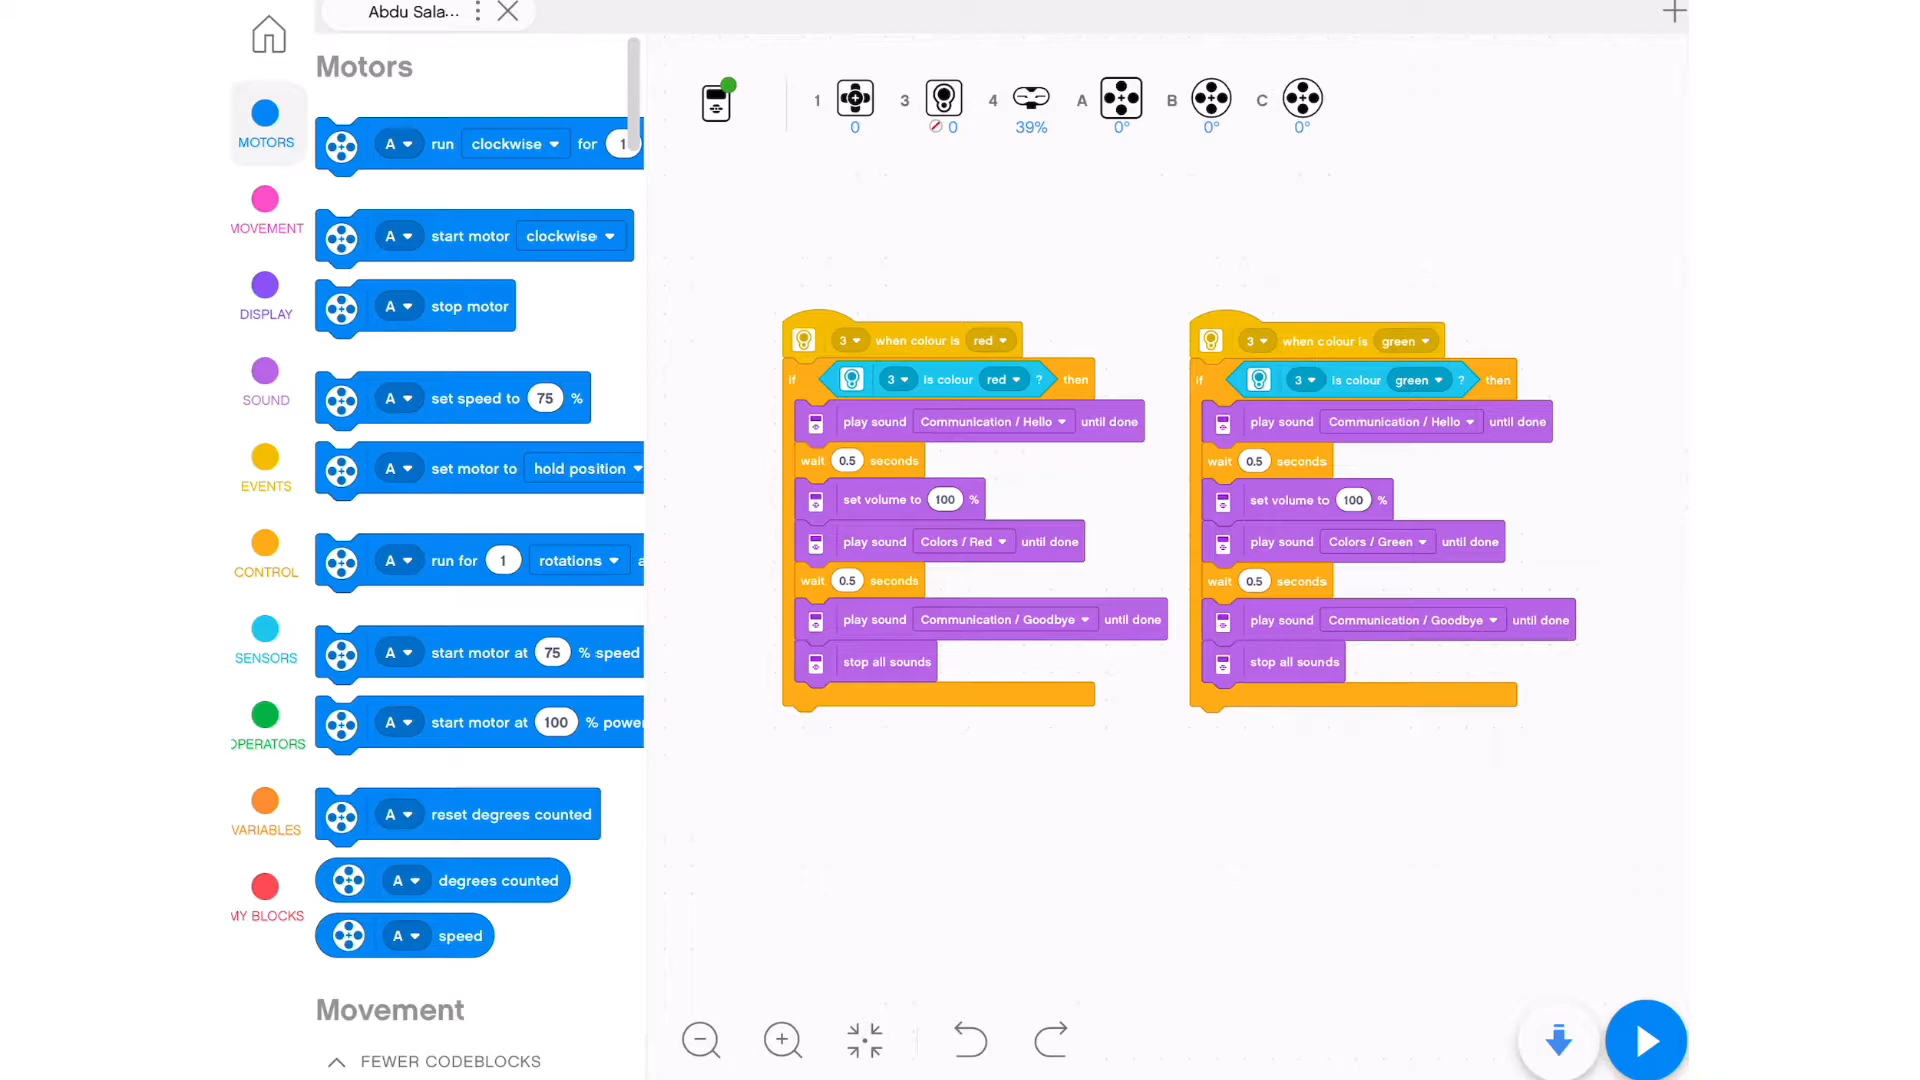 Abdu Sala...
Motors
MOTORS
MOVEMENT
DISPLAY
SOUND
EVENTS
CONTROL
SENSORS
OPERATORS
VARIABLES
MY BLOCKS
A run clockwise for 1
A start motor clockwise
A stop motor
A set speed to 75 %
A set motor to hold position
A run for 1 rotations a
A start motor at 75 % speed
A start motor at 100 % power
A reset degrees counted
A degrees counted
A speed
Movement
FEWER CODEBLOCKS
1 3 4 A B C
0 0 39% 0° 0° 0°
3 when colour is red
if 3 is colour red ? then
play sound Communication / Hello until done
wait 0.5 seconds
set volume to 100 %
play sound Colors / Red until done
wait 0.5 seconds
play sound Communication / Goodbye until done
stop all sounds
3 when colour is green
if 3 is colour green ? then
play sound Communication / Hello until done
wait 0.5 seconds
set volume to 100 %
play sound Colors / Green until done
wait 0.5 seconds
play sound Communication / Goodbye until done
stop all sounds